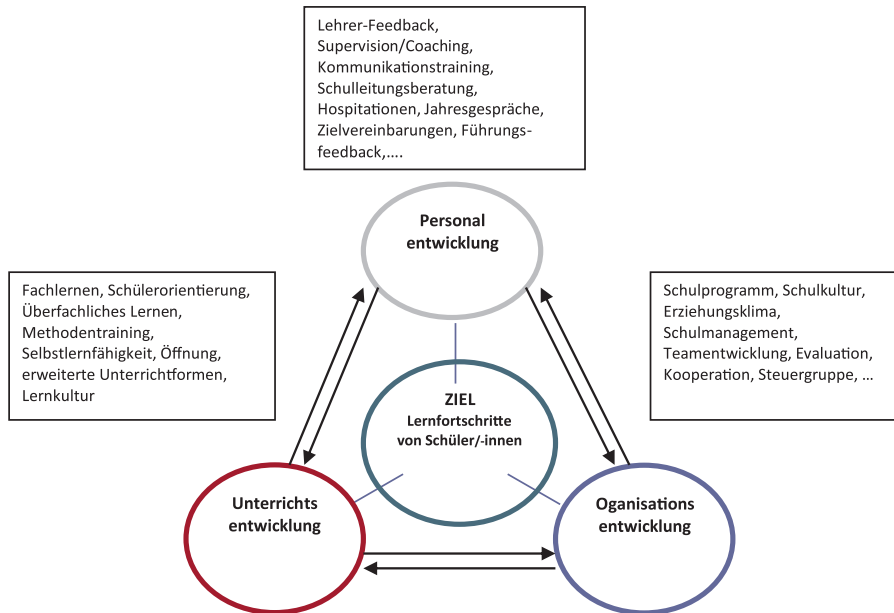 Lehrer-Feedback,
Supervision/Coaching,
Kommunikationstraining,
Schulleitungsberatung,
Hospitationen, Jahresgespräche,
Zielvereinbarungen, Führungs-
feedback,....
Personal
entwicklung
Fachlernen, Schülerorientierung,
Überfachliches Lernen,
Methodentraining,
Selbstlernfähigkeit, Öffnung,
erweiterte Unterrichtformen,
Lernkultur
Schulprogramm, Schulkultur,
Erziehungsklima,
Schulmanagement,
Teamentwicklung, Evaluation,
Kooperation, Steuergruppe, ...
ZIEL
Lernfortschritte
von Schüler/-innen
Unterrichts
entwicklung
Oganisations
entwicklung